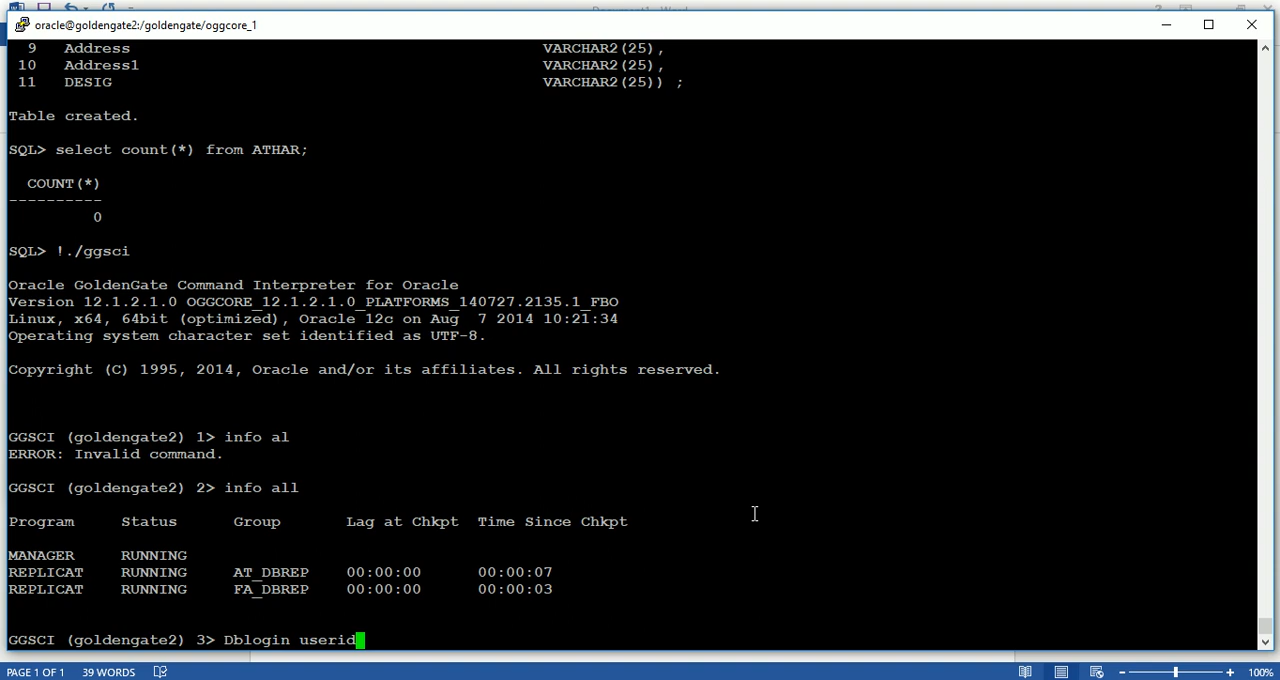 Document1 - Word
oracle@goldengate2:/goldengate/oggcore_1
9 Address VARCHAR2(25),
10 Address1 VARCHAR2(25),
11 DESIG VARCHAR2(25)) ;
Table created.
SQL> select count(*) from ATHAR;
COUNT(*)
----------
0
SQL> !./ggsci
Oracle GoldenGate Command Interpreter for Oracle
Version 12.1.2.1.0 OGGCORE_12.1.2.1.0_PLATFORMS_140727.2135.1_FBO
Linux, x64, 64bit (optimized), Oracle 12c on Aug 7 2014 10:21:34
Operating system character set identified as UTF-8.
Copyright (C) 1995, 2014, Oracle and/or its affiliates. All rights reserved.
GGSCI (goldengate2) 1> info al
ERROR: Invalid command.
GGSCI (goldengate2) 2> info all
Program Status Group Lag at Chkpt Time Since Chkpt
MANAGER RUNNING
REPLICAT RUNNING AT_DBREP 00:00:00 00:00:07
REPLICAT RUNNING FA_DBREP 00:00:00 00:00:03
GGSCI (goldengate2) 3> Dblogin userid
PAGE 1 OF 1 39 WORDS 100%